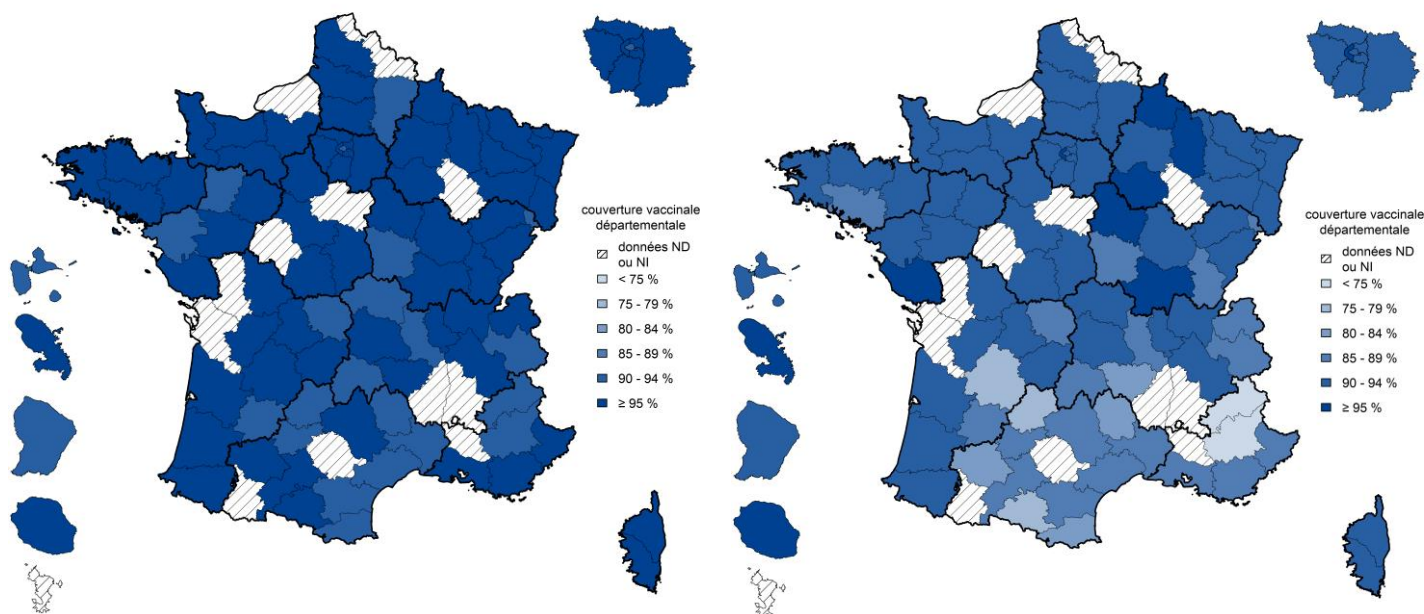 couverture vaccinale
départementale
données ND
ou NI
< 75 %
75 - 79 %
80 - 84 %
85 - 89 %
90 - 94 %
≥ 95 %
couverture vaccinale
départementale
données ND
ou NI
< 75 %
75 - 79 %
80 - 84 %
85 - 89 %
90 - 94 %
≥ 95 %